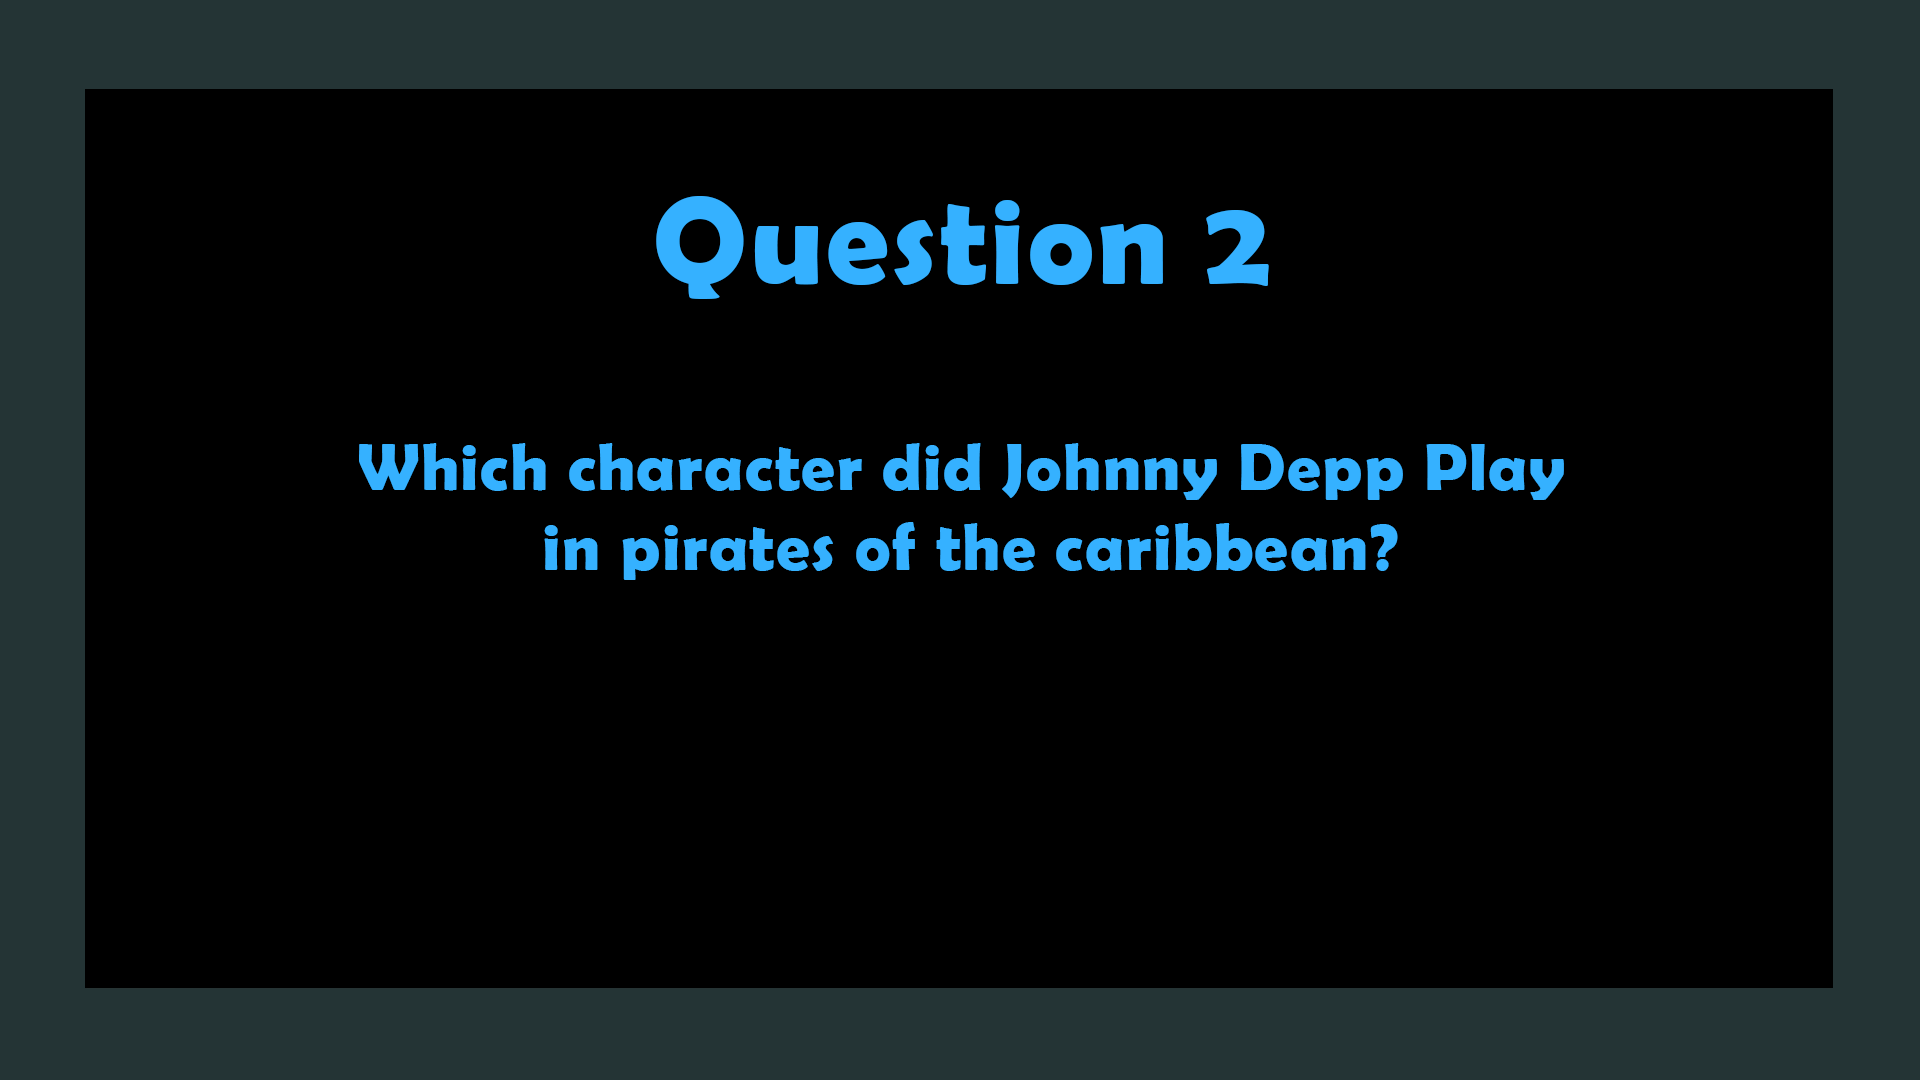 Question 2
Which character did Johnny Depp Play
in pirates of the caribbean?